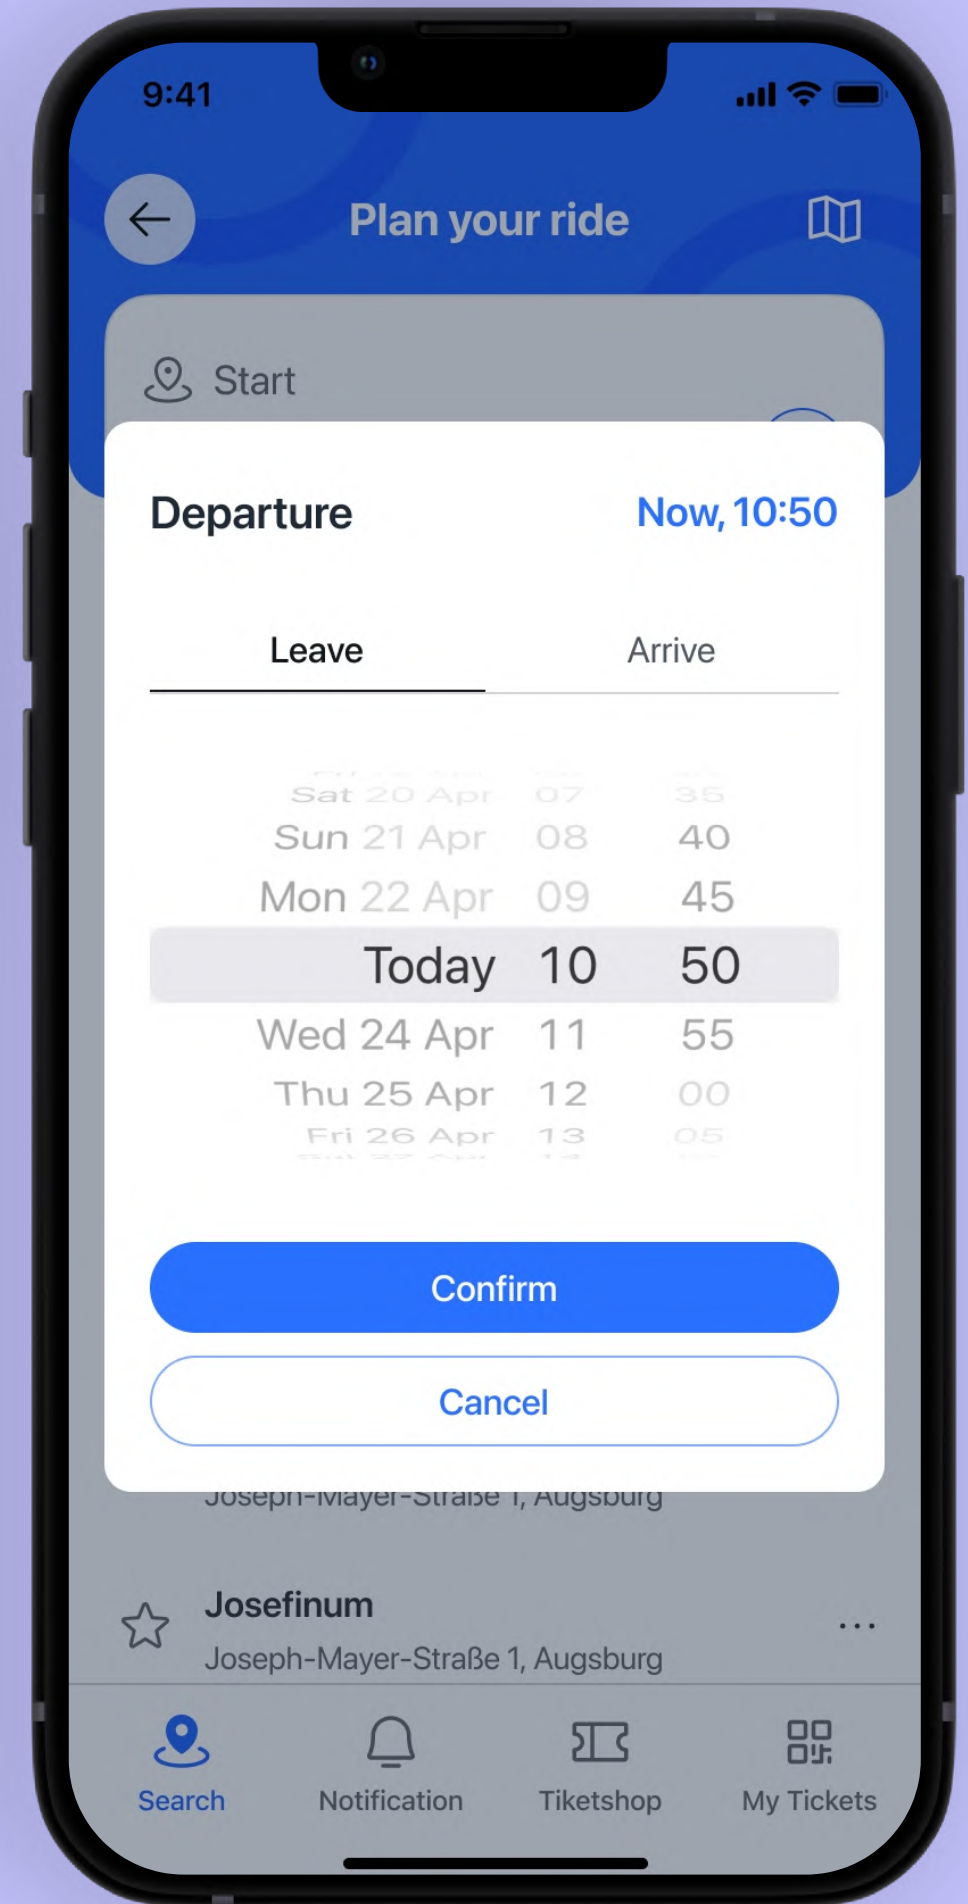 9:41
Plan your ride
Start
Departure
Now, 10:50
Leave
Arrive
Sat 20 Apr 07 35
Sun 21 Apr 08 40
Mon 22 Apr 09 45
Today 10 50
Wed 24 Apr 11 55
Thu 25 Apr 12 00
Fri 26 Apr 13 05
Confirm
Cancel
Joseph-Mayer-Straße 1, Augsburg
Josefinum
Joseph-Mayer-Straße 1, Augsburg
Search
Notification
Tiketshop
My Tickets